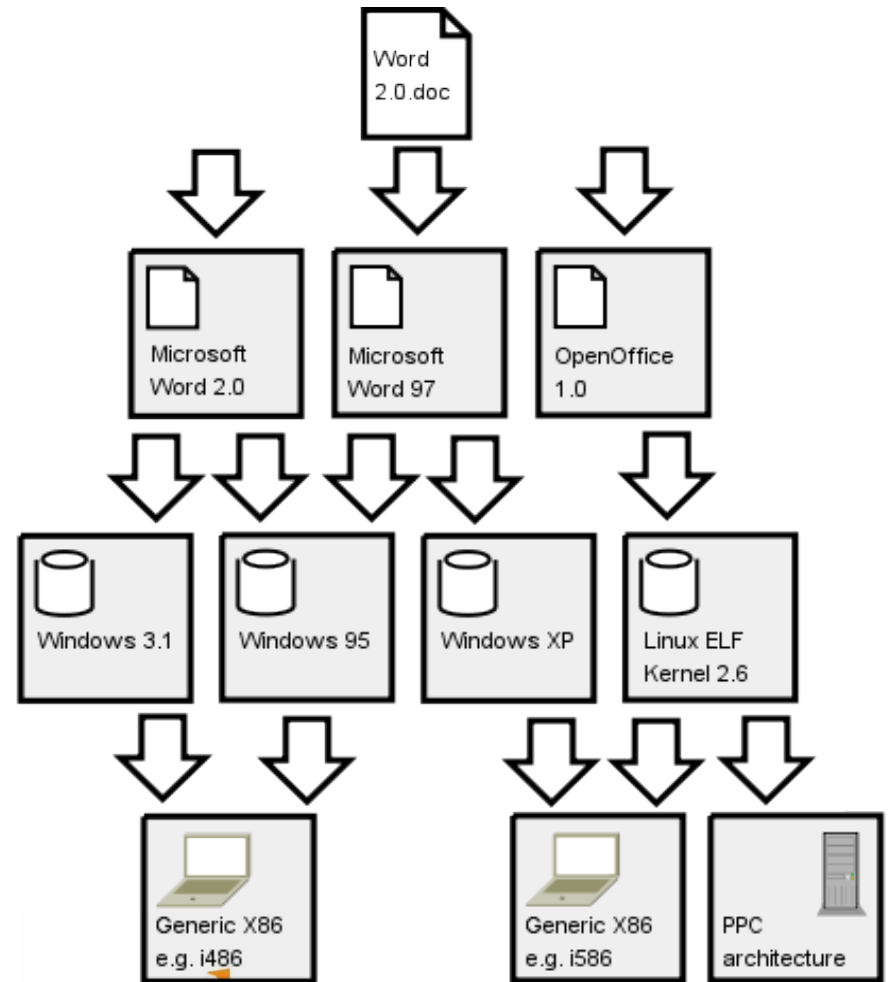 Word
2.0.doc
Microsoft
Word 2.0
Microsoft
Word 97
OpenOffice
1.0
Windows 3.1
Windows 95
Windows XP
Linux ELF
Kernel 2.6
Generic X86
e.g. i486
Generic X86
e.g. i586
PPC
architecture